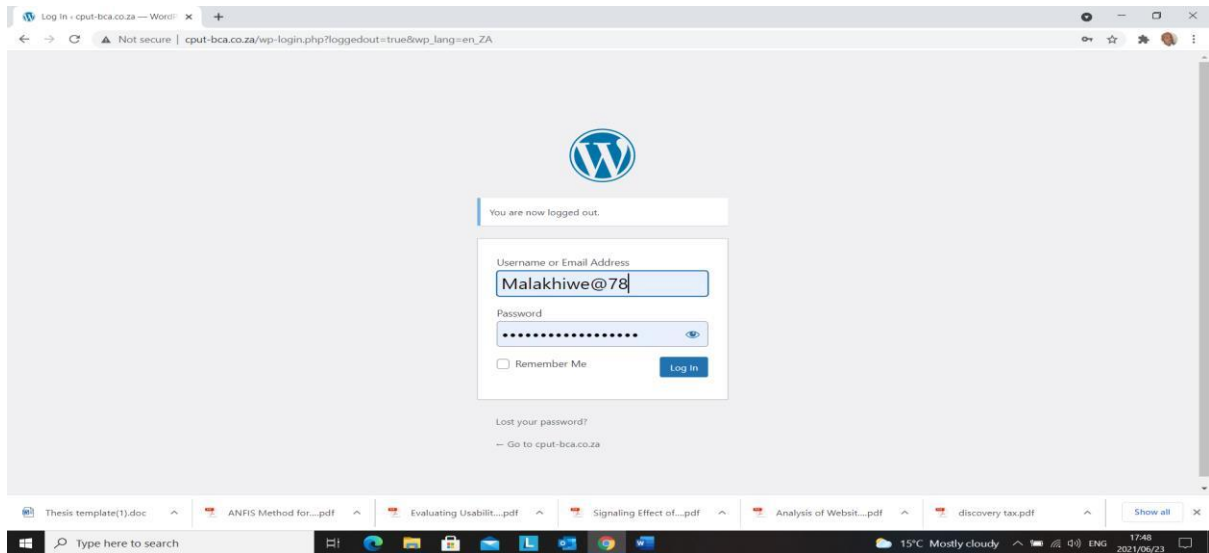 Log In ‹ cput-bca.co.za — Word
Not secure | cput-bca.co.za/wp-login.php?loggedout=true&wp_lang=en_ZA
You are now logged out.
Username or Email Address
Malakhiwe@78
Password
••••••••••••••••••
Remember Me
Log In
Lost your password?
← Go to cput-bca.co.za
Thesis template(1).doc ANFIS Method for....pdf Evaluating Usabilit....pdf Signaling Effect of....pdf Analysis of Websit....pdf discovery tax.pdf Show all
Type here to search 15°C Mostly cloudy ENG 17:48
2021/06/23